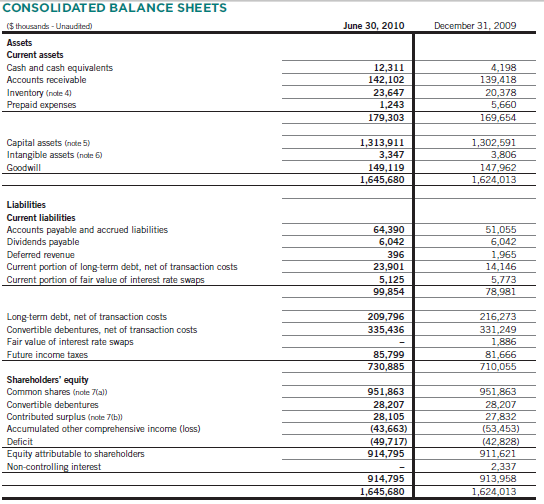 CONSOLIDATED BALANCE SHEETS
($ thousands - Unaudited) June 30, 2010 December 31, 2009
Assets
Current assets
Cash and cash equivalents 12,311 4,198
Accounts receivable 142,102 139,418
Inventory (note 4) 23,647 20,378
Prepaid expenses 1,243 5,660
179,303 169,654
Capital assets (note 5) 1,313,911 1,302,591
Intangible assets (note 6) 3,347 3,806
Goodwill 149,119 147,962
1,645,680 1,624,013
Liabilities
Current liabilities
Accounts payable and accrued liabilities 64,390 51,055
Dividends payable 6,042 6,042
Deferred revenue 396 1,965
Current portion of long-term debt, net of transaction costs 23,901 14,146
Current portion of fair value of interest rate swaps 5,125 5,773
99,854 78,981
Long-term debt, net of transaction costs 209,796 216,273
Convertible debentures, net of transaction costs 335,436 331,249
Fair value of interest rate swaps – 1,886
Future income taxes 85,799 81,666
730,885 710,055
Shareholders' equity
Common shares (note 7(a)) 951,863 951,863
Convertible debentures 28,207 28,207
Contributed surplus (note 7(b)) 28,105 27,832
Accumulated other comprehensive income (loss) (43,663) (53,453)
Deficit (49,717) (42,828)
Equity attributable to shareholders 914,795 911,621
Non-controlling interest – 2,337
914,795 913,958
1,645,680 1,624,013